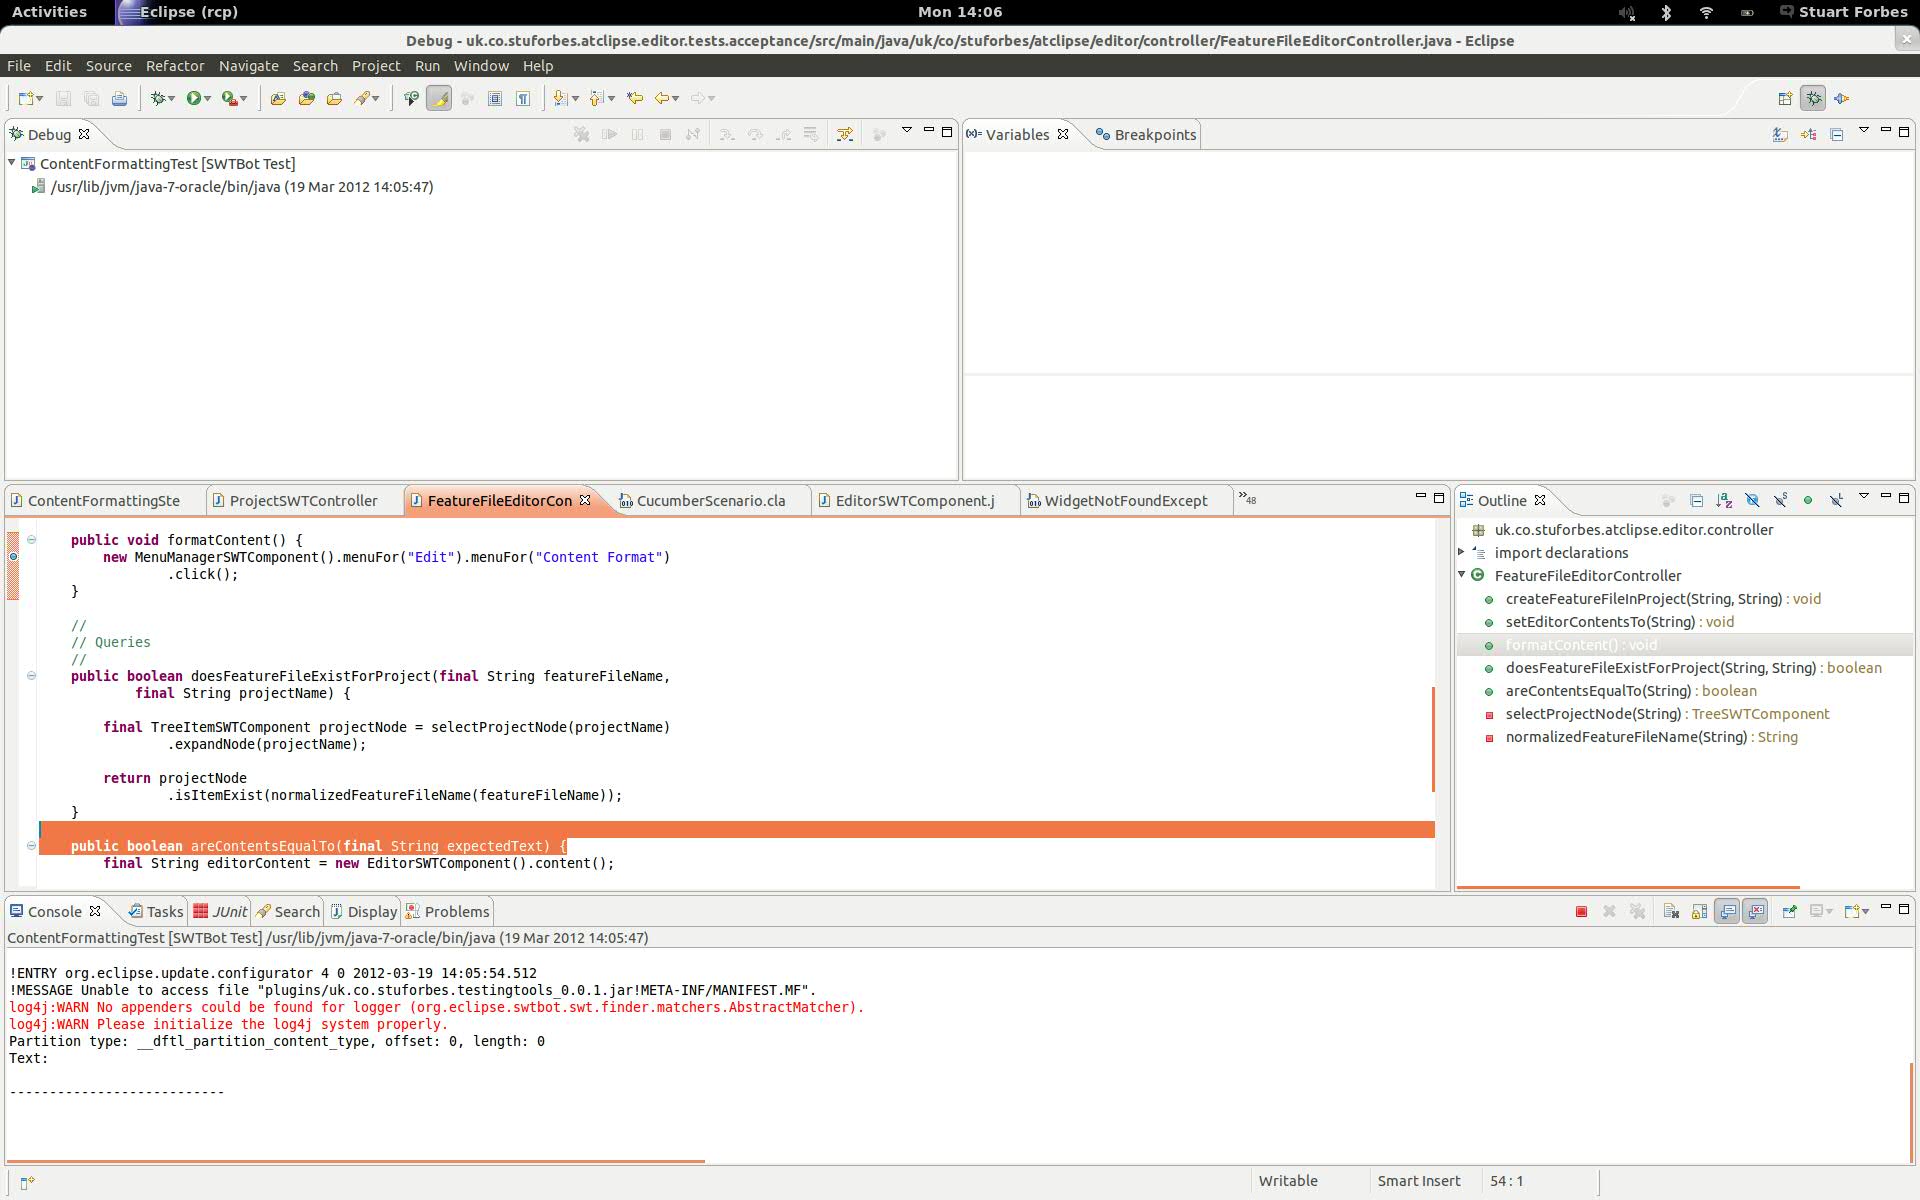 Activities Eclipse (rcp) Mon 14:06 Stuart Forbes
Debug - uk.co.stuforbes.atclipse.editor.tests.acceptance/src/main/java/uk/co/stuforbes/atclipse/editor/controller/FeatureFileEditorController.java - Eclipse
File Edit Source Refactor Navigate Search Project Run Window Help
Debug
ContentFormattingTest [SWTBot Test]
/usr/lib/jvm/java-7-oracle/bin/java (19 Mar 2012 14:05:47)
(x)= Variables Breakpoints
ContentFormattingSte ProjectSWTController FeatureFileEditorCon CucumberScenario.cla EditorSWTComponent.j WidgetNotFoundExcept »48
public void formatContent() {
new MenuManagerSWTComponent().menuFor("Edit").menuFor("Content Format")
.click();
}
//
// Queries
//
public boolean doesFeatureFileExistForProject(final String featureFileName,
final String projectName) {
final TreeItemSWTComponent projectNode = selectProjectNode(projectName)
.expandNode(projectName);
return projectNode
.isItemExist(normalizedFeatureFileName(featureFileName));
}
public boolean areContentsEqualTo(final String expectedText) {
final String editorContent = new EditorSWTComponent().content();
Outline
uk.co.stuforbes.atclipse.editor.controller
import declarations
FeatureFileEditorController
createFeatureFileInProject(String, String) : void
setEditorContentsTo(String) : void
formatContent() : void
doesFeatureFileExistForProject(String, String) : boolean
areContentsEqualTo(String) : boolean
selectProjectNode(String) : TreeSWTComponent
normalizedFeatureFileName(String) : String
Console Tasks JUnit Search Display Problems
ContentFormattingTest [SWTBot Test] /usr/lib/jvm/java-7-oracle/bin/java (19 Mar 2012 14:05:47)
!ENTRY org.eclipse.update.configurator 4 0 2012-03-19 14:05:54.512
!MESSAGE Unable to access file "plugins/uk.co.stuforbes.testingtools_0.0.1.jar!META-INF/MANIFEST.MF".
log4j:WARN No appenders could be found for logger (org.eclipse.swtbot.swt.finder.matchers.AbstractMatcher).
log4j:WARN Please initialize the log4j system properly.
Partition type: __dftl_partition_content_type, offset: 0, length: 0
Text:
---------------------------
Writable Smart Insert 54 : 1